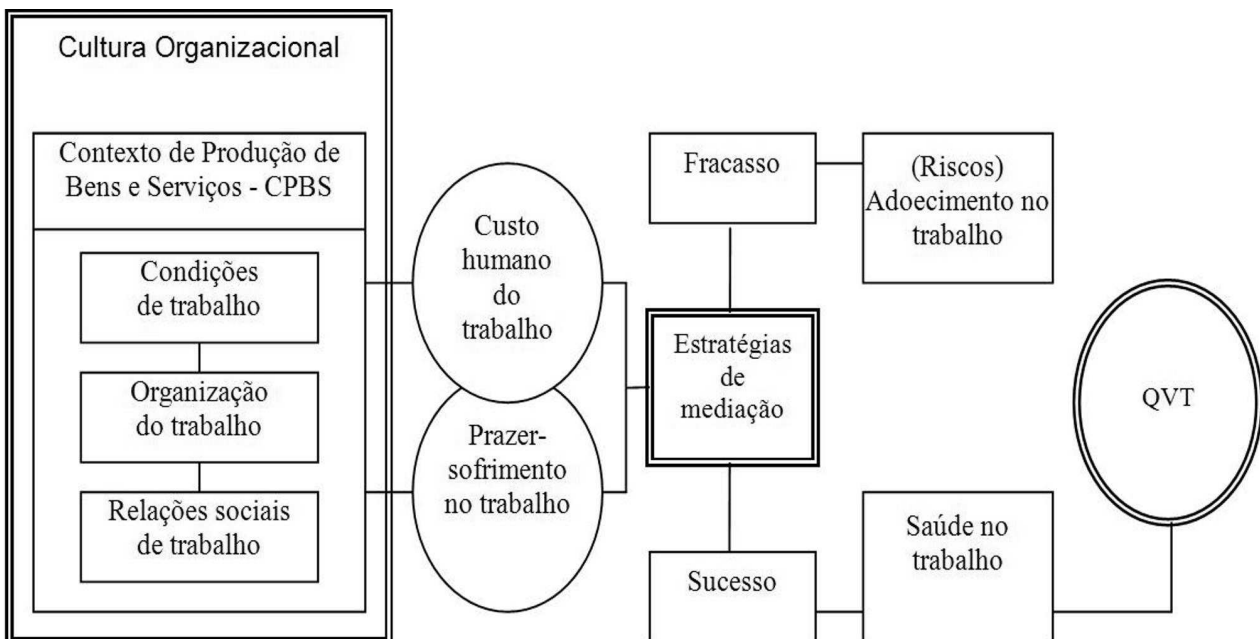 Cultura Organizacional
Contexto de Produção de
Bens e Serviços - CPBS
Condições
de trabalho
Organização
do trabalho
Relações sociais
de trabalho
Custo
humano
do
trabalho
Prazer-
sofrimento
no trabalho
Fracasso
(Riscos)
Adoecimento no
trabalho
Estratégias
de
mediação
Sucesso
Saúde no
trabalho
QVT